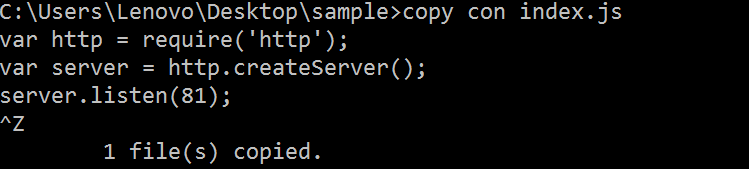 C:\Users\Lenovo\Desktop\sample>copy con index.js
var http = require('http');
var server = http.createServer();
server.listen(81);
^Z
        1 file(s) copied.